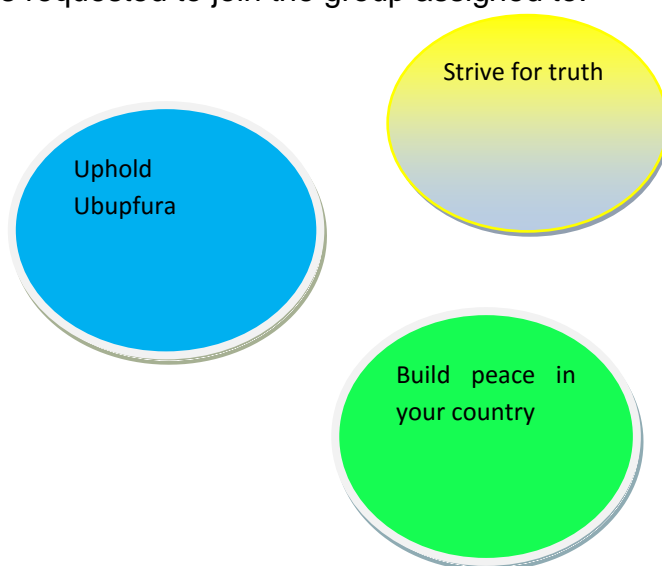 s requested to join the group assigned to.
Strive for truth
Uphold
Ubupfura
Build peace in
your country